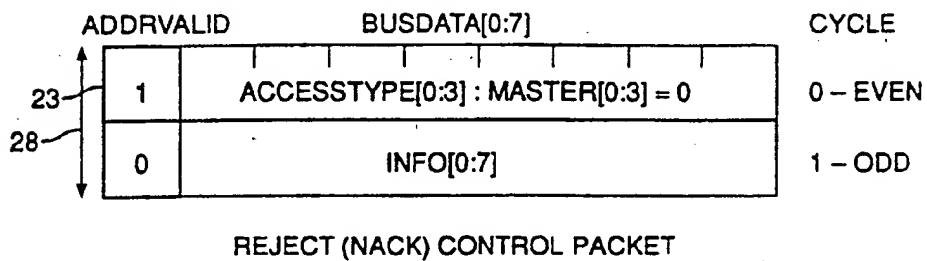 ADDRVALID BUSDATA[0:7] CYCLE
23 1 ACCESSTYPE[0:3] : MASTER[0:3] = 0 0 – EVEN
28
0 INFO[0:7] 1 – ODD
REJECT (NACK) CONTROL PACKET